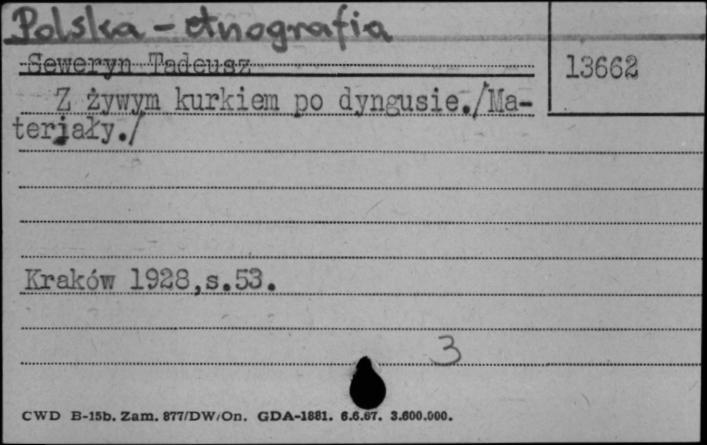 Polska - etnografia
Seweryn Tadeusz
13662
Z żywym kurkiem po dyngusie./Ma-
terjały./
Kraków 1928,s.53.
3
CWD B-15b. Zam. 877/DW/On. GDA-1881. 6.6.67. 3.600.000.